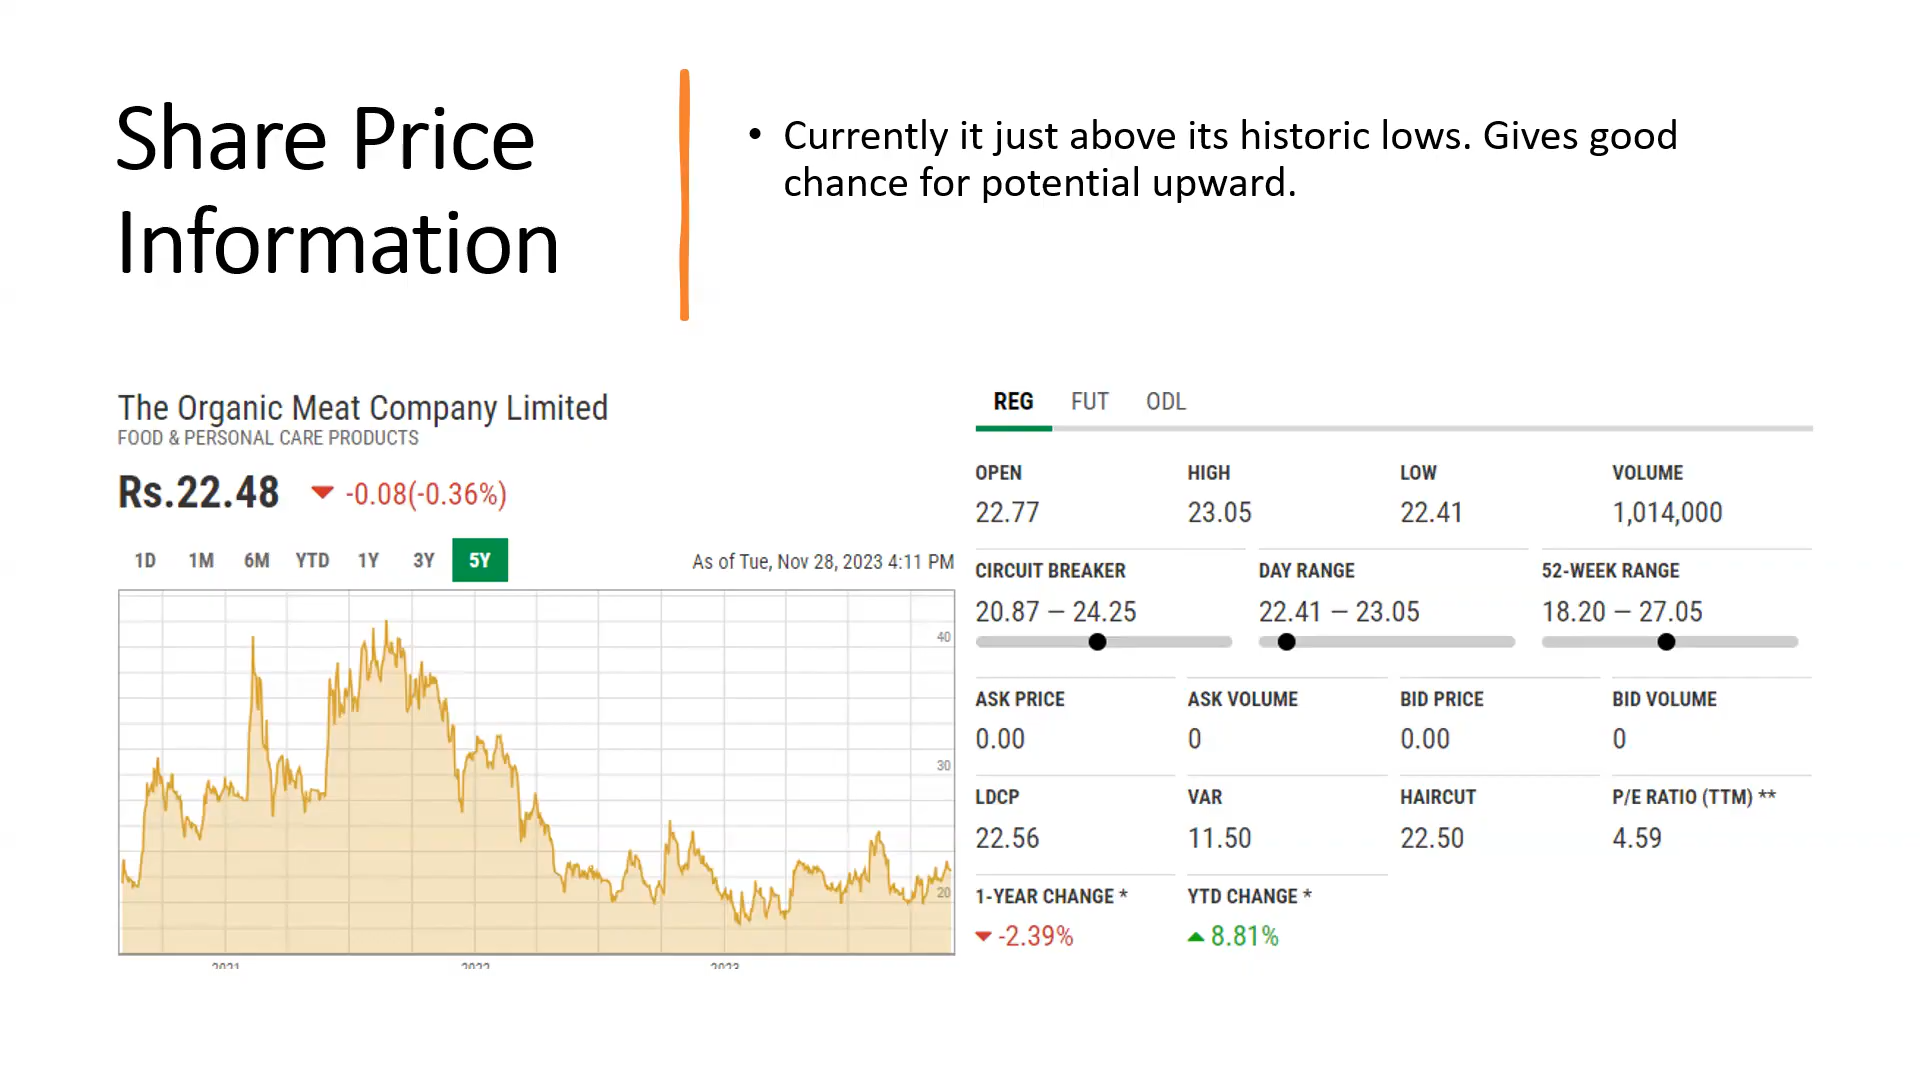 Share Price
Information
• Currently it just above its historic lows. Gives good
chance for potential upward.
The Organic Meat Company Limited
FOOD & PERSONAL CARE PRODUCTS
Rs.22.48 ▼ -0.08(-0.36%)
1D 1M 6M YTD 1Y 3Y 5Y As of Tue, Nov 28, 2023 4:11 PM
40
30
20
2021 2022 2023
REG FUT ODL
OPEN HIGH LOW VOLUME
22.77 23.05 22.41 1,014,000
CIRCUIT BREAKER DAY RANGE 52-WEEK RANGE
20.87 — 24.25 22.41 — 23.05 18.20 — 27.05
ASK PRICE ASK VOLUME BID PRICE BID VOLUME
0.00 0 0.00 0
LDCP VAR HAIRCUT P/E RATIO (TTM) **
22.56 11.50 22.50 4.59
1-YEAR CHANGE * YTD CHANGE *
▼ -2.39% ▲ 8.81%